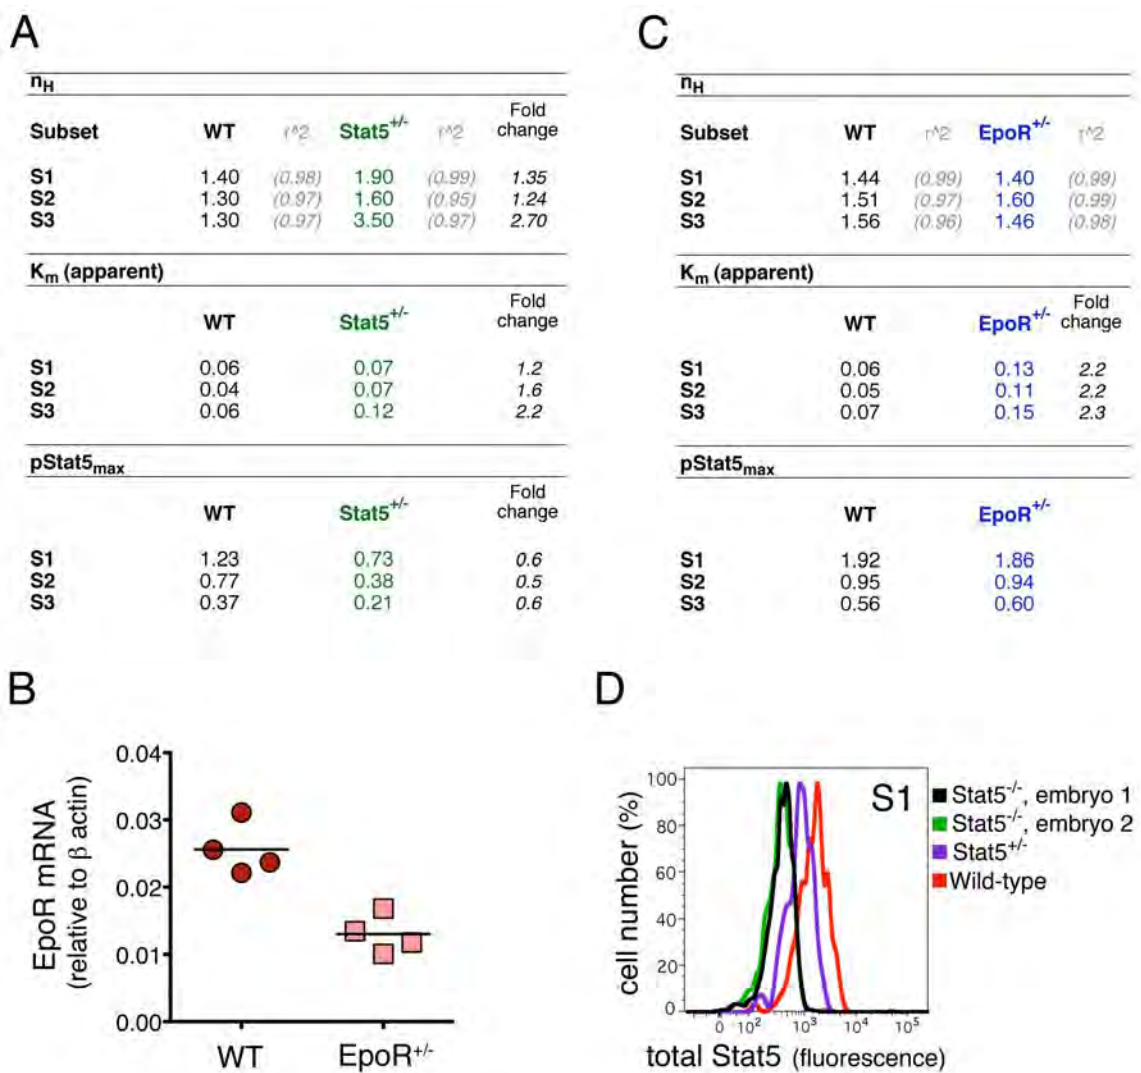 A
n_H
Fold
Subset WT r^2 Stat5^+/- r^2 change
S1 1.40 (0.98) 1.90 (0.99) 1.35
S2 1.30 (0.97) 1.60 (0.95) 1.24
S3 1.30 (0.97) 3.50 (0.97) 2.70
K_m (apparent)
Fold
WT Stat5^+/- change
S1 0.06 0.07 1.2
S2 0.04 0.07 1.6
S3 0.06 0.12 2.2
pStat5_max
Fold
WT Stat5^+/- change
S1 1.23 0.73 0.6
S2 0.77 0.38 0.5
S3 0.37 0.21 0.6
C
n_H
Subset WT r^2 EpoR^+/- r^2
S1 1.44 (0.99) 1.40 (0.99)
S2 1.51 (0.97) 1.60 (0.99)
S3 1.56 (0.96) 1.46 (0.98)
K_m (apparent)
Fold
WT EpoR^+/- change
S1 0.06 0.13 2.2
S2 0.05 0.11 2.2
S3 0.07 0.15 2.3
pStat5_max
WT EpoR^+/-
S1 1.92 1.86
S2 0.95 0.94
S3 0.56 0.60
B
EpoR mRNA
(relative to β actin)
0.04
0.03
0.02
0.01
0.00
WT EpoR^+/-
D
cell number (%)
100
80
60
40
20
0
S1
0 10^2 10^3 10^4 10^5
total Stat5 (fluorescence)
Stat5^-/-, embryo 1
Stat5^-/-, embryo 2
Stat5^+/-
Wild-type